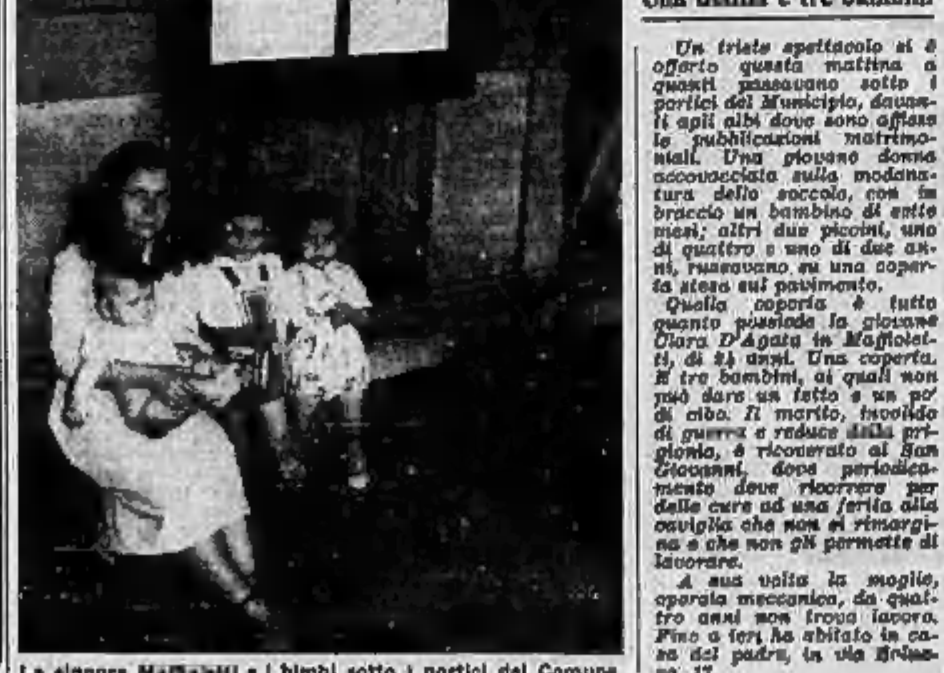 Una donna e tre bambini
Un triste spettacolo si è
offerto questa mattina a
quanti passavano sotto i
portici del Municipio, davan-
ti agli albi dove sono affisse
le pubblicazioni matrimo-
niali. Una giovane donna
accovacciata sulla modana-
tura dello zoccolo, con in
braccio un bambino di sette
mesi; altri due piccini, uno
di quattro e uno di due an-
ni, russavano su una coper-
ta stesa sul pavimento.
Quella coperta è tutto
quanto possiede la giovane
Clara D'Agata in Maffiolet-
ti, di 24 anni. Una coperta.
E tre bambini, ai quali non
può dare un tetto e un po'
di cibo. Il marito, invalido
di guerra e reduce dalla pri-
gionia, è ricoverato al San
Giovanni, dove periodica-
mente deve ricorrere per
delle cure ad una ferita alla
caviglia che non si rimargi-
na e che non gli permette di
lavorare.
A sua volta la moglie,
operaia meccanica, da quat-
tro anni non trova lavoro.
Fino a ieri ha abitato in ca-
sa del padre, in via
La signora Maffioletti e i bimbi sotto i portici del Comune